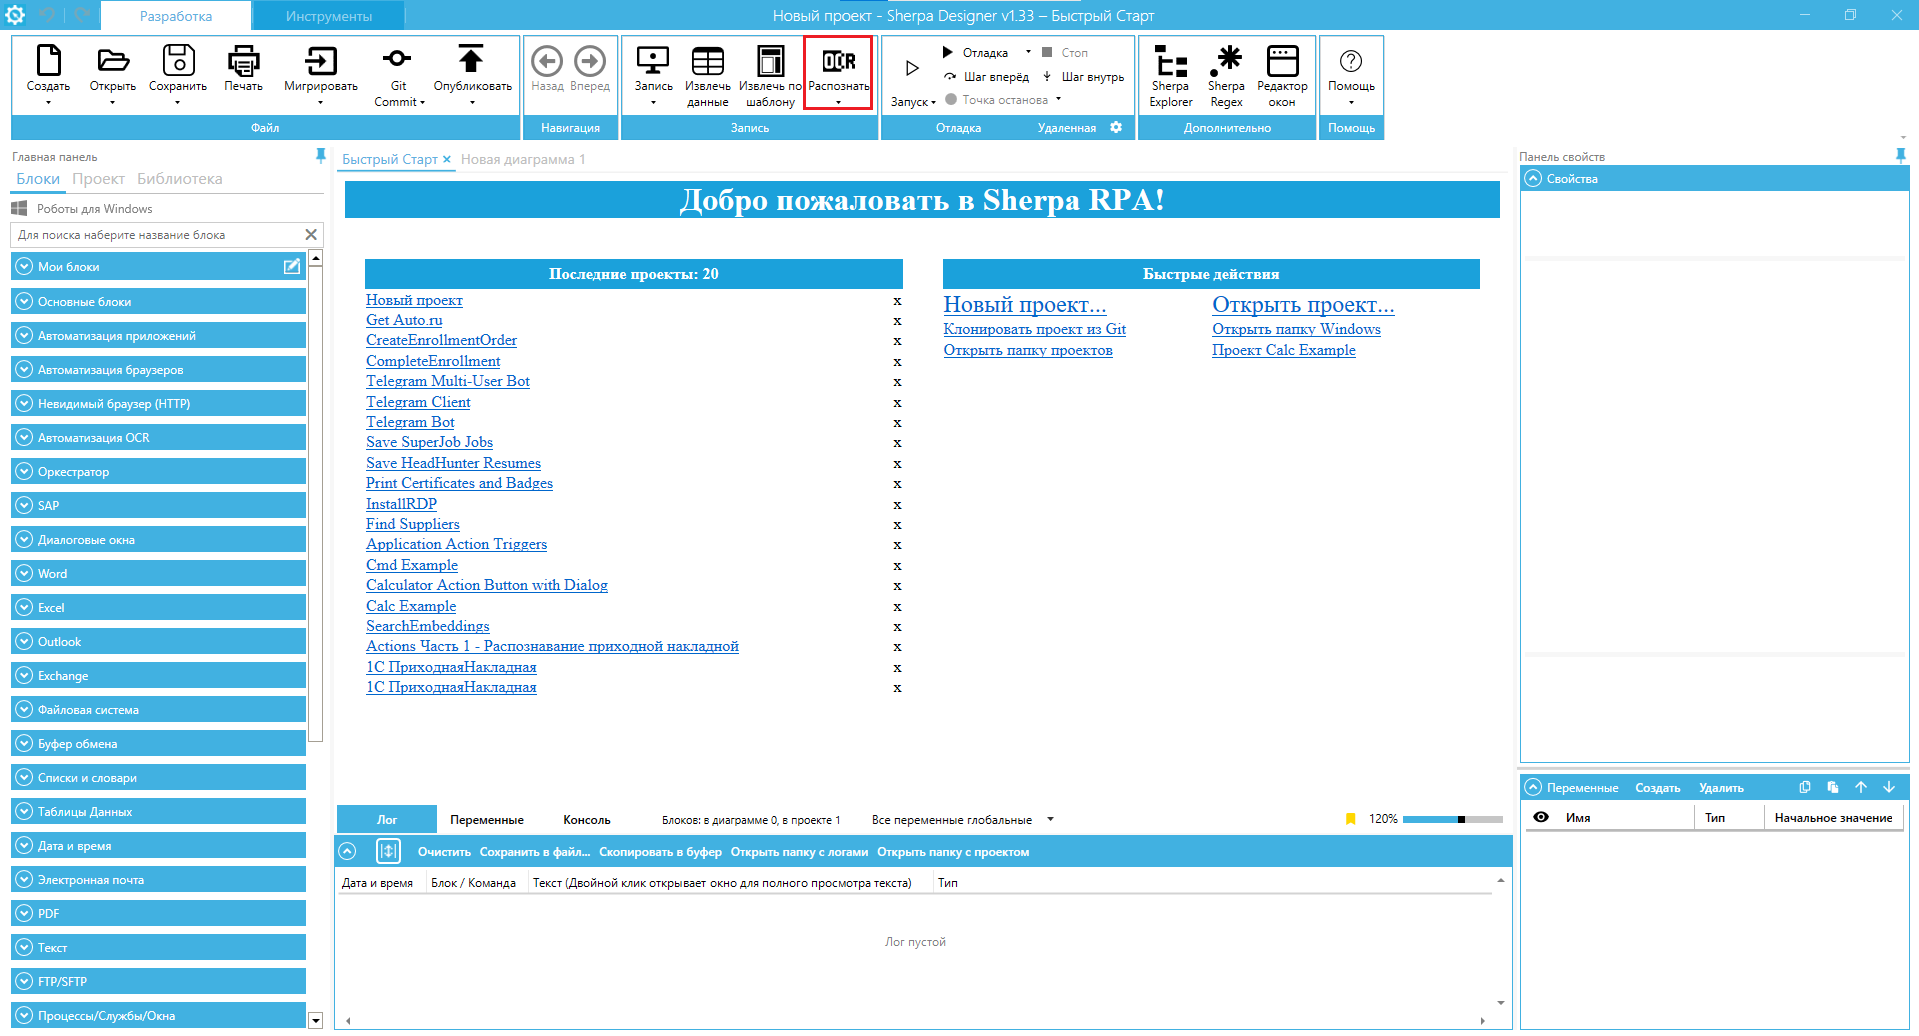 Разработка
Инструменты
Новый проект - Sherpa Designer v1.33 – Быстрый Старт
Создать
Открыть
Сохранить
Печать
Мигрировать
Git Commit
Опубликовать
Файл
Назад
Вперед
Навигация
Запись
Извлечь данные
Извлечь по шаблону
OCR
Распознать
Запись
Запуск
Отладка
Стоп
Шаг вперёд
Шаг внутрь
Точка останова
Отладка
Удаленная
Sherpa Explorer
Sherpa Regex
Редактор окон
Дополнительно
Помощь
Помощь
Главная панель
Блоки Проект Библиотека
Роботы для Windows
Для поиска наберите название блока
Мои блоки
Основные блоки
Автоматизация приложений
Автоматизация браузеров
Невидимый браузер (HTTP)
Автоматизация OCR
Оркестратор
SAP
Диалоговые окна
Word
Excel
Outlook
Exchange
Файловая система
Буфер обмена
Списки и словари
Таблицы Данных
Дата и время
Электронная почта
PDF
Текст
FTP/SFTP
Процессы/Службы/Окна
Быстрый Старт × Новая диаграмма 1
Добро пожаловать в Sherpa RPA!
Последние проекты: 20
Новый проект x
Get Auto.ru x
CreateEnrollmentOrder x
CompleteEnrollment x
Telegram Multi-User Bot x
Telegram Client x
Telegram Bot x
Save SuperJob Jobs x
Save HeadHunter Resumes x
Print Certificates and Badges x
InstallRDP x
Find Suppliers x
Application Action Triggers x
Cmd Example x
Calculator Action Button with Dialog x
Calc Example x
SearchEmbeddings x
Actions Часть 1 - Распознавание приходной накладной x
1С ПриходнаяНакладная x
1С ПриходнаяНакладная x
Быстрые действия
Новый проект... Открыть проект...
Клонировать проект из Git Открыть папку Windows
Открыть папку проектов Проект Calc Example
Лог Переменные Консоль Блоков: в диаграмме 0, в проекте 1 Все переменные глобальные 120%
Очистить Сохранить в файл... Скопировать в буфер Открыть папку с логами Открыть папку с проектом
Дата и время Блок / Команда Текст (Двойной клик открывает окно для полного просмотра текста) Тип
Лог пустой
Панель свойств
Свойства
Переменные Создать Удалить
Имя Тип Начальное значение